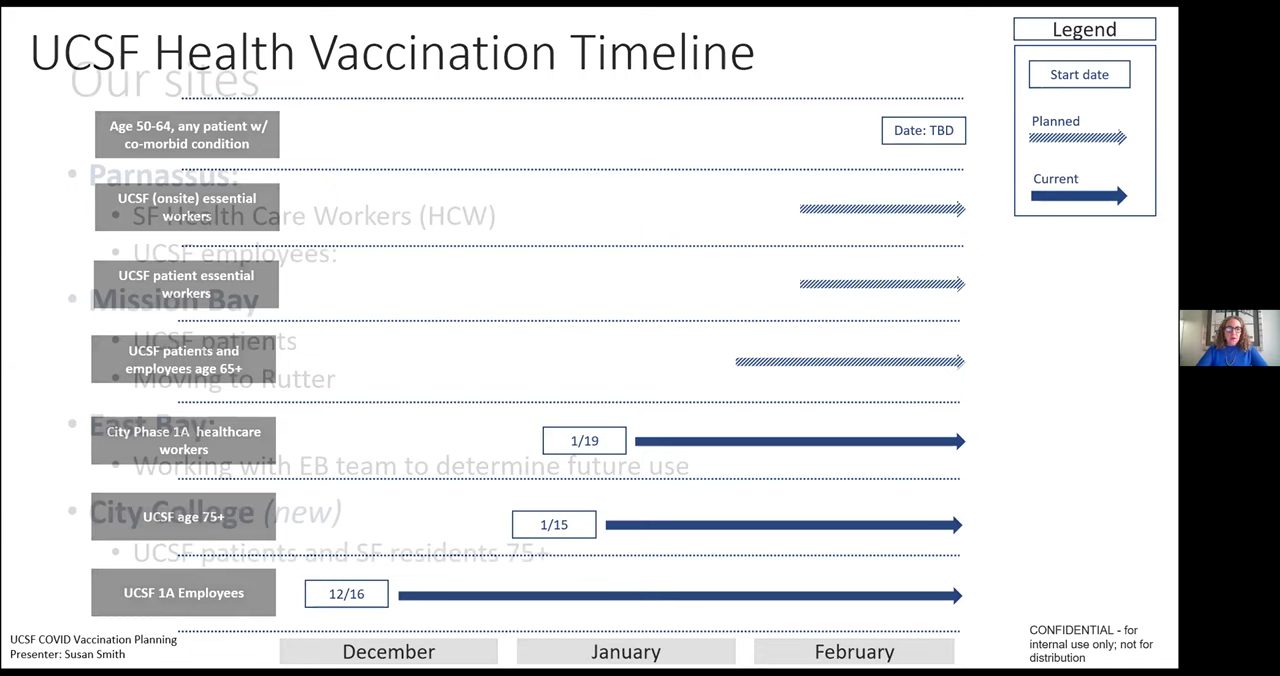 UCSF Health Vaccination Timeline
Our sites
Legend
Start date
Planned
Current
Age 50-64, any patient w/
co-morbid condition
Date: TBD
Parnassus:
UCSF (onsite) essential
workers
SF Health Care Workers (HCW)
UCSF employees:
UCSF patient essential
workers
Mission Bay
UCSF patients
UCSF patients and
employees age 65+
Moving to Rutter
East Bay:
City Phase 1A healthcare
workers
1/19
Working with EB team to determine future use
City College (new)
UCSF age 75+
1/15
UCSF patients and SF residents 75+
UCSF 1A Employees
12/16
UCSF COVID Vaccination Planning
Presenter: Susan Smith
December
January
February
CONFIDENTIAL - for
internal use only; not for
distribution